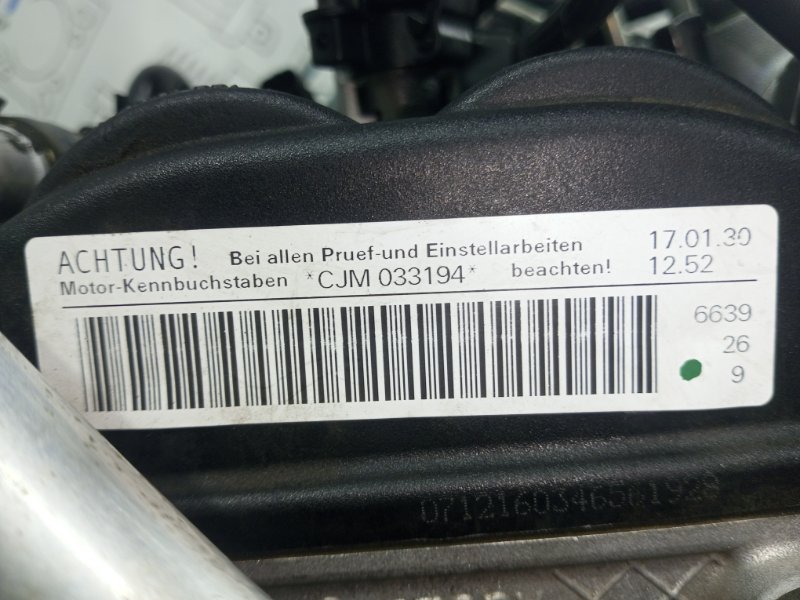 ACHTUNG! Bei allen Pruef-und Einstellarbeiten 17.01.30
Motor-Kennbuchstaben *CJM 033194* beachten! 12.52
6639
26
9
0712160346561928